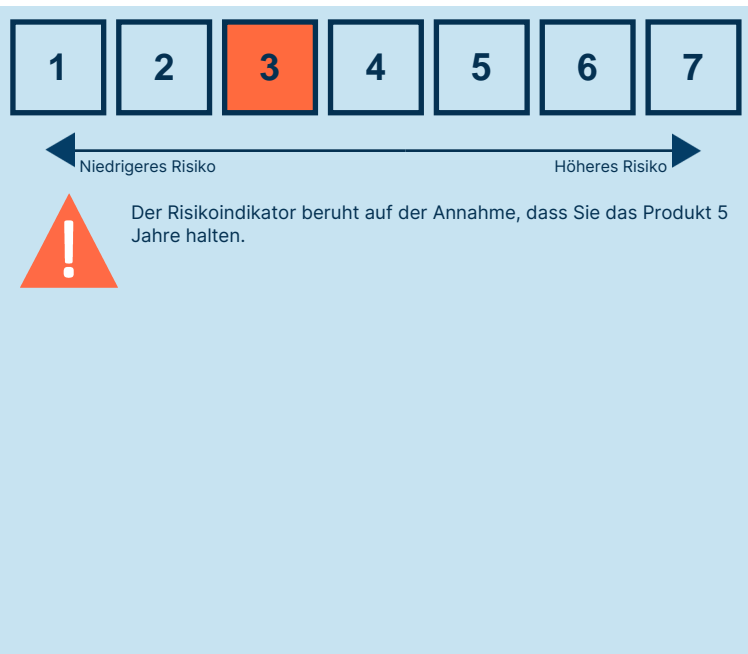 1 2 3 4 5 6 7
Niedrigeres Risiko Höheres Risiko
Der Risikoindikator beruht auf der Annahme, dass Sie das Produkt 5
Jahre halten.
!